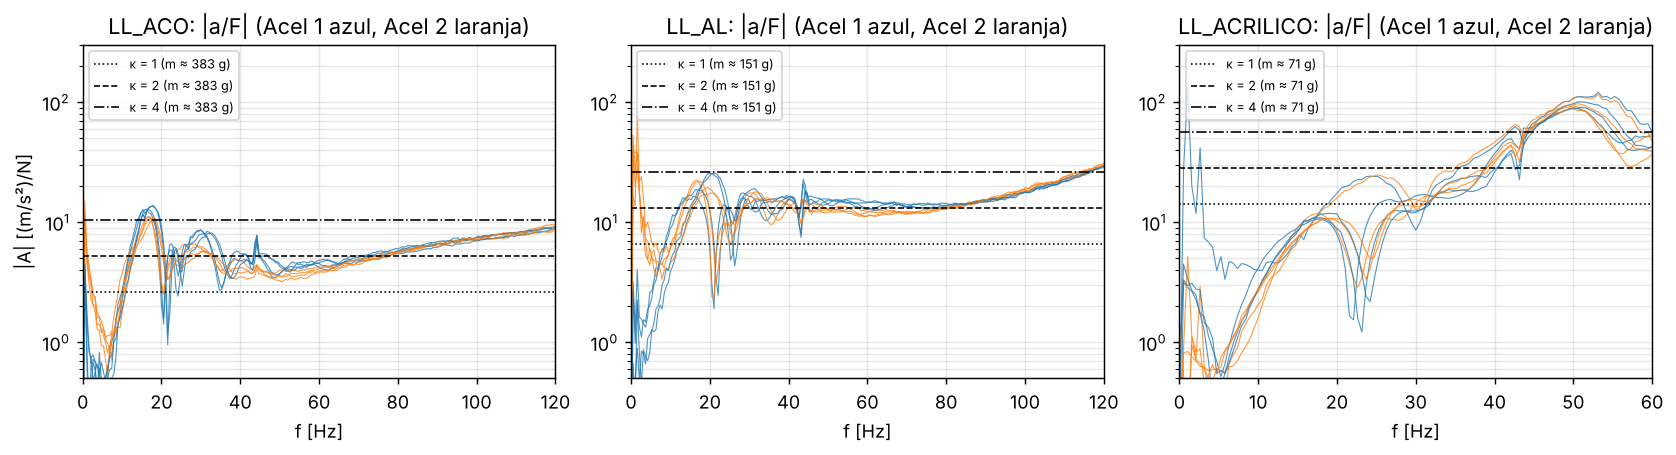 LL_ACO: |a/F| (Acel 1 azul, Acel 2 laranja)
κ = 1 (m ≈ 383 g)
κ = 2 (m ≈ 383 g)
κ = 4 (m ≈ 383 g)
|A| [(m/s²)/N]
10²
10¹
10⁰
0 20 40 60 80 100 120
f [Hz]
LL_AL: |a/F| (Acel 1 azul, Acel 2 laranja)
κ = 1 (m ≈ 151 g)
κ = 2 (m ≈ 151 g)
κ = 4 (m ≈ 151 g)
10²
10¹
10⁰
0 20 40 60 80 100 120
f [Hz]
LL_ACRILICO: |a/F| (Acel 1 azul, Acel 2 laranja)
κ = 1 (m ≈ 71 g)
κ = 2 (m ≈ 71 g)
κ = 4 (m ≈ 71 g)
10²
10¹
10⁰
0 10 20 30 40 50 60
f [Hz]